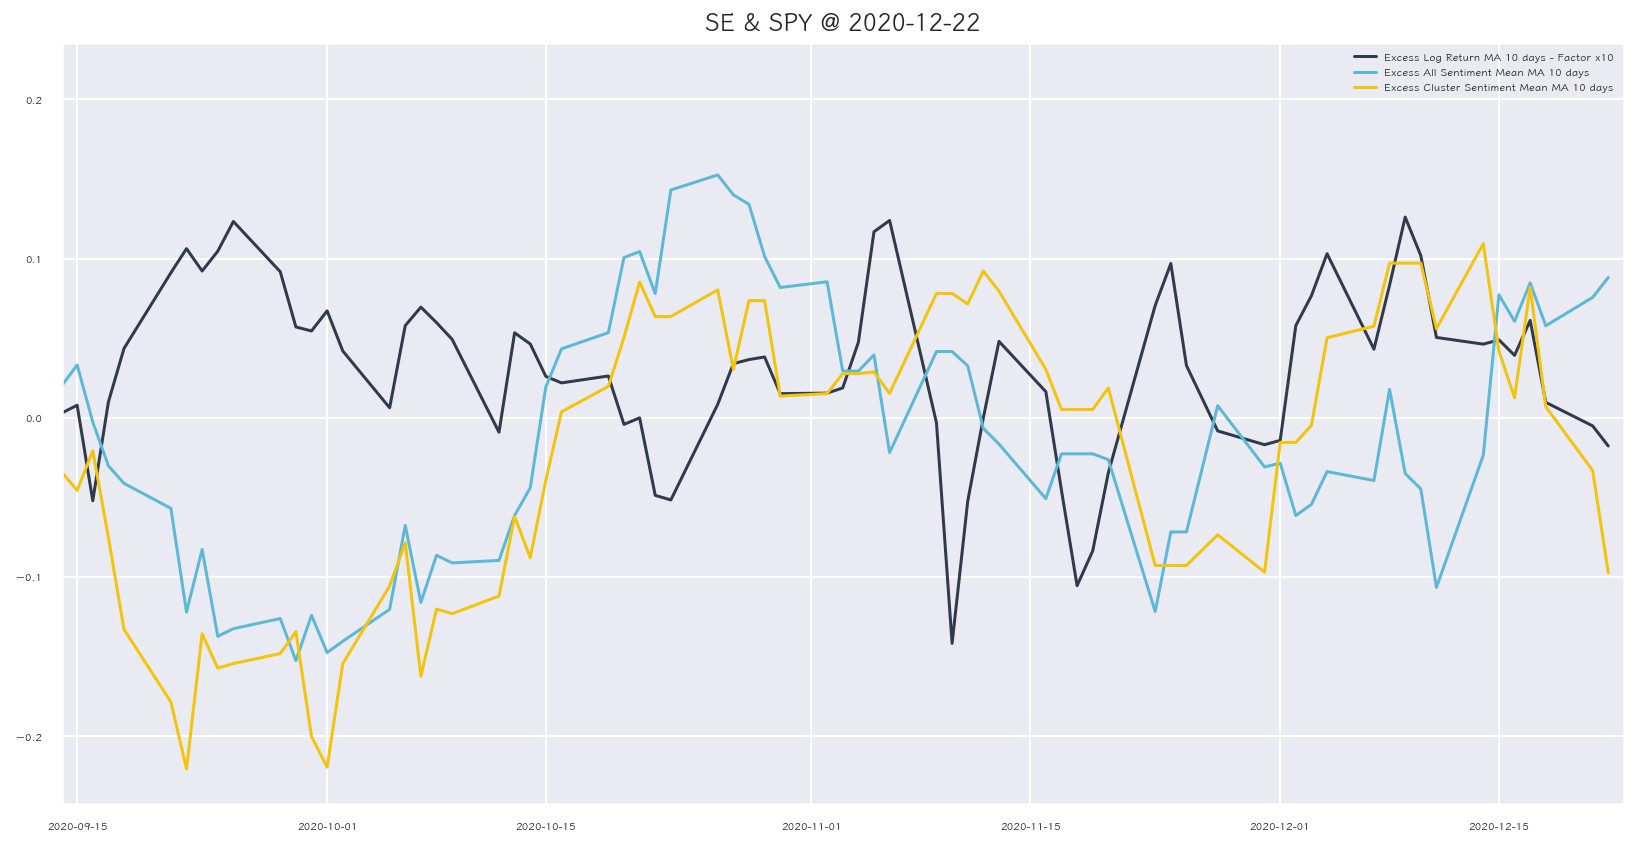 SE & SPY @ 2020-12-22
Excess Log Return MA 10 days - Factor x10
Excess All Sentiment Mean MA 10 days
Excess Cluster Sentiment Mean MA 10 days
0.2
0.1
0.0
−0.1
−0.2
2020-09-15 2020-10-01 2020-10-15 2020-11-01 2020-11-15 2020-12-01 2020-12-15